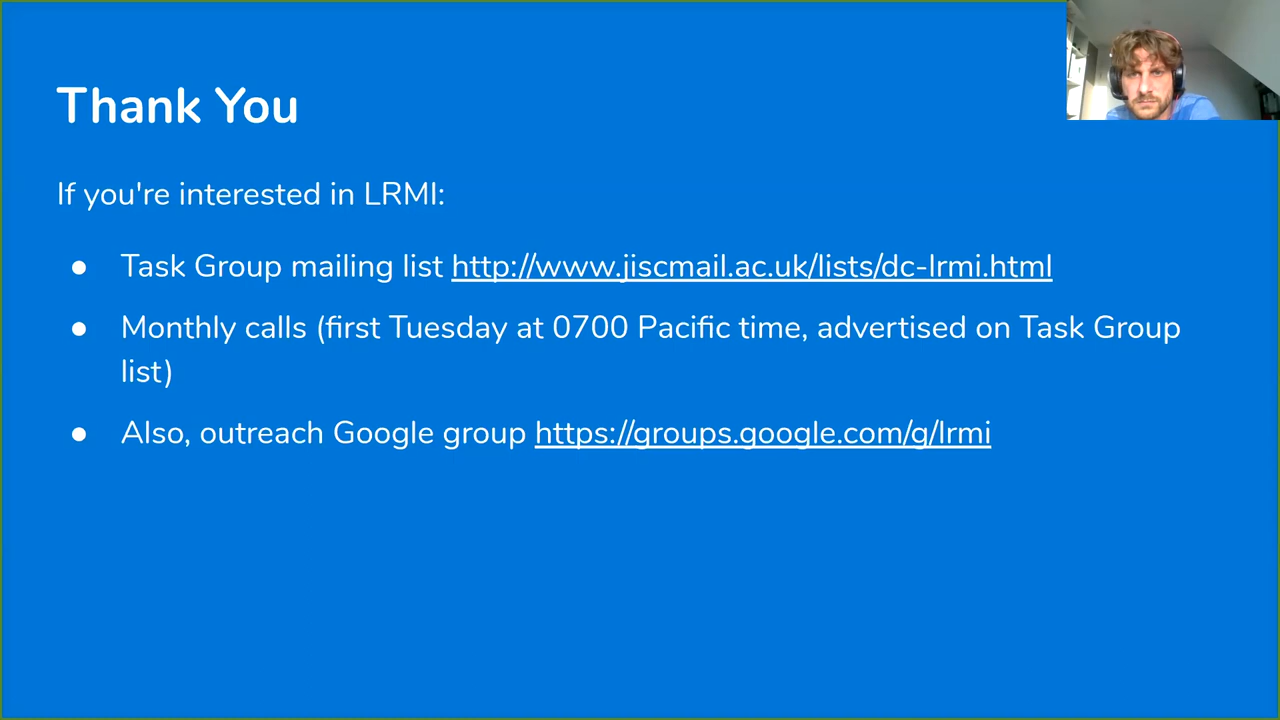 Thank You
If you're interested in LRMI:
● Task Group mailing list http://www.jiscmail.ac.uk/lists/dc-lrmi.html
● Monthly calls (first Tuesday at 0700 Pacific time, advertised on Task Group
list)
● Also, outreach Google group https://groups.google.com/g/lrmi